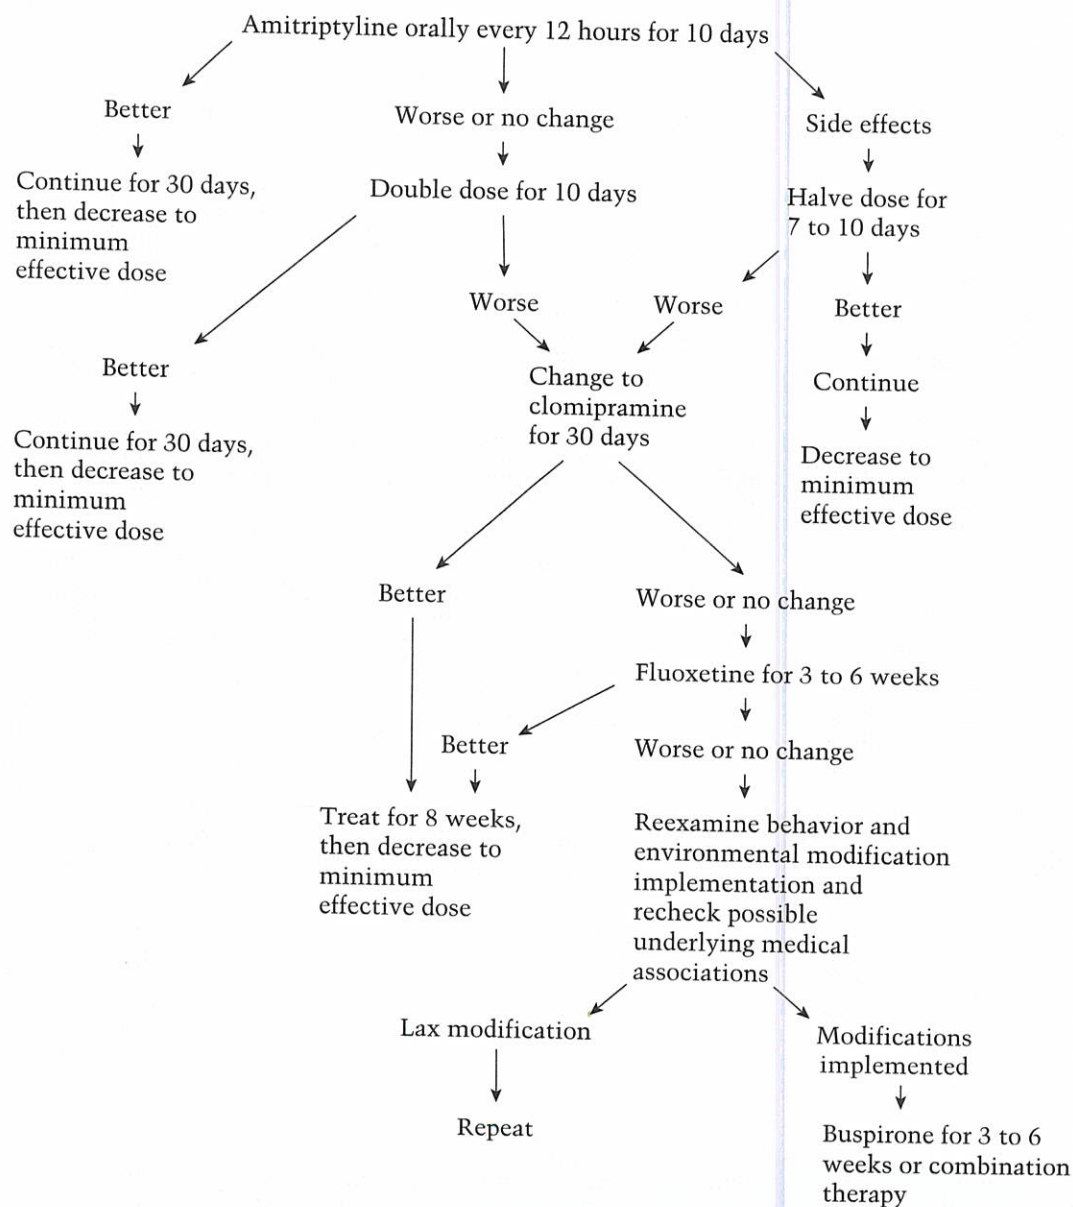 Amitriptyline orally every 12 hours for 10 days
Better
Worse or no change
Side effects
Continue for 30 days,
then decrease to
minimum
effective dose
Double dose for 10 days
Halve dose for
7 to 10 days
Worse
Worse
Better
Better
Continue for 30 days,
then decrease to
minimum
effective dose
Change to
clomipramine
for 30 days
Continue
Decrease to
minimum
effective dose
Better
Worse or no change
Fluoxetine for 3 to 6 weeks
Better
Worse or no change
Treat for 8 weeks,
then decrease to
minimum
effective dose
Reexamine behavior and
environmental modification
implementation and
recheck possible
underlying medical
associations
Lax modification
Modifications
implemented
Repeat
Buspirone for 3 to 6
weeks or combination
therapy